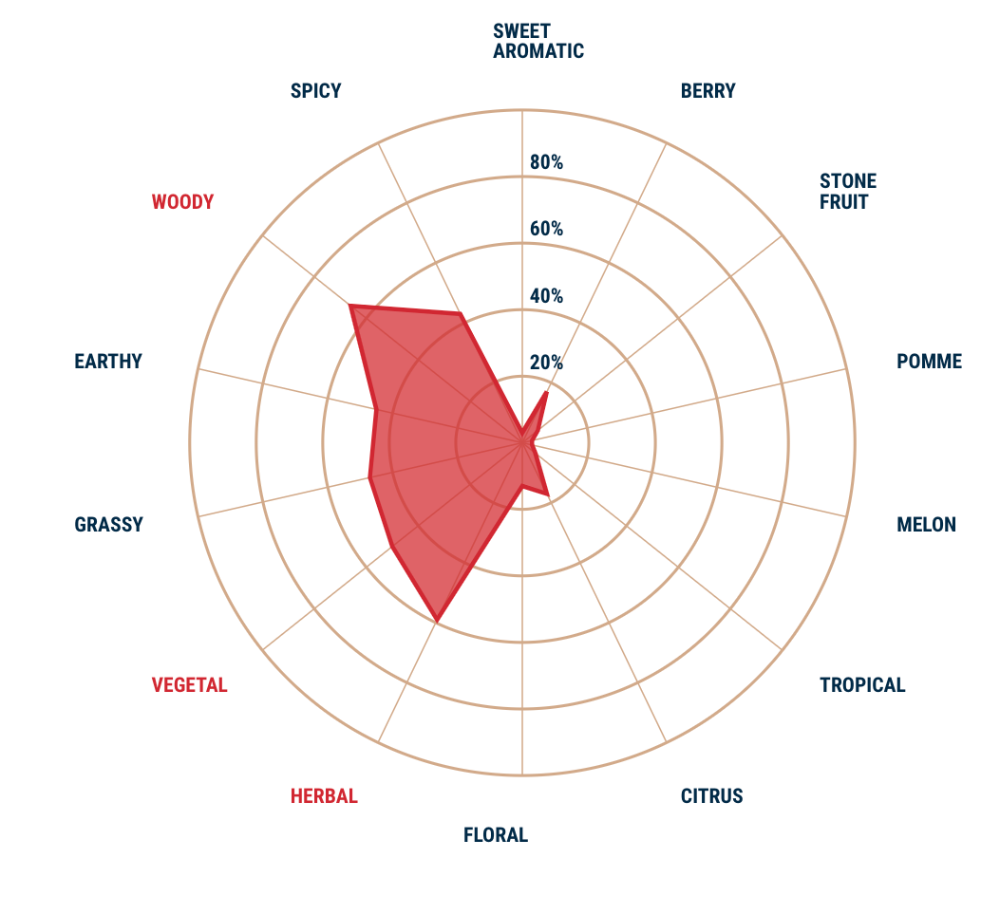 SWEET
AROMATIC
SPICY
BERRY
80%
STONE
FRUIT
WOODY
60%
40%
20%
EARTHY
POMME
GRASSY
MELON
VEGETAL
TROPICAL
HERBAL
CITRUS
FLORAL